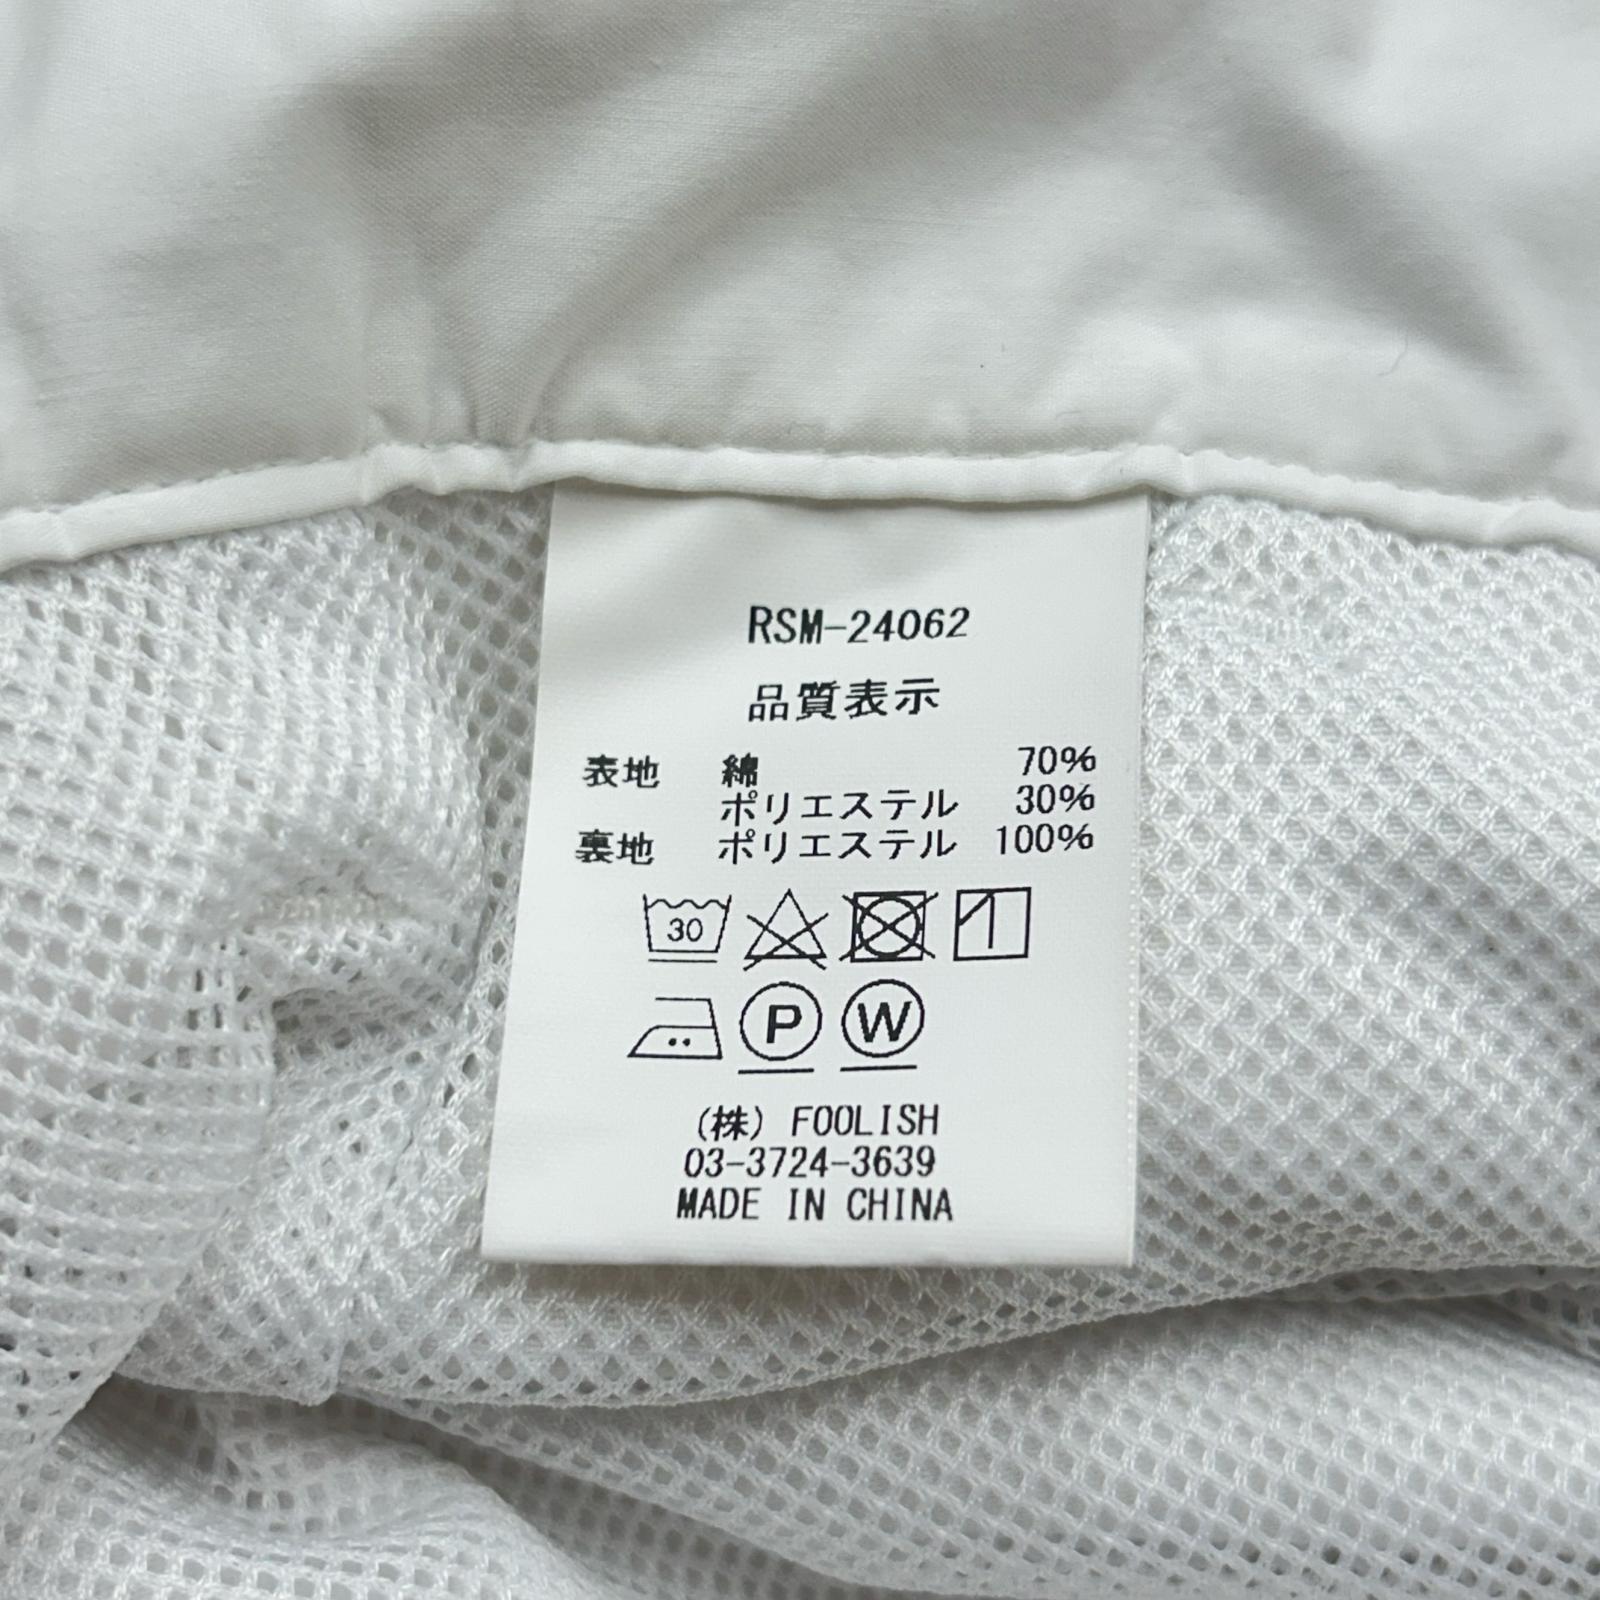 RSM-24062
品質表示
表地 綿 70%
ポリエステル 30%
裏地 ポリエステル 100%
30
P W
(株) FOOLISH
03-3724-3639
MADE IN CHINA